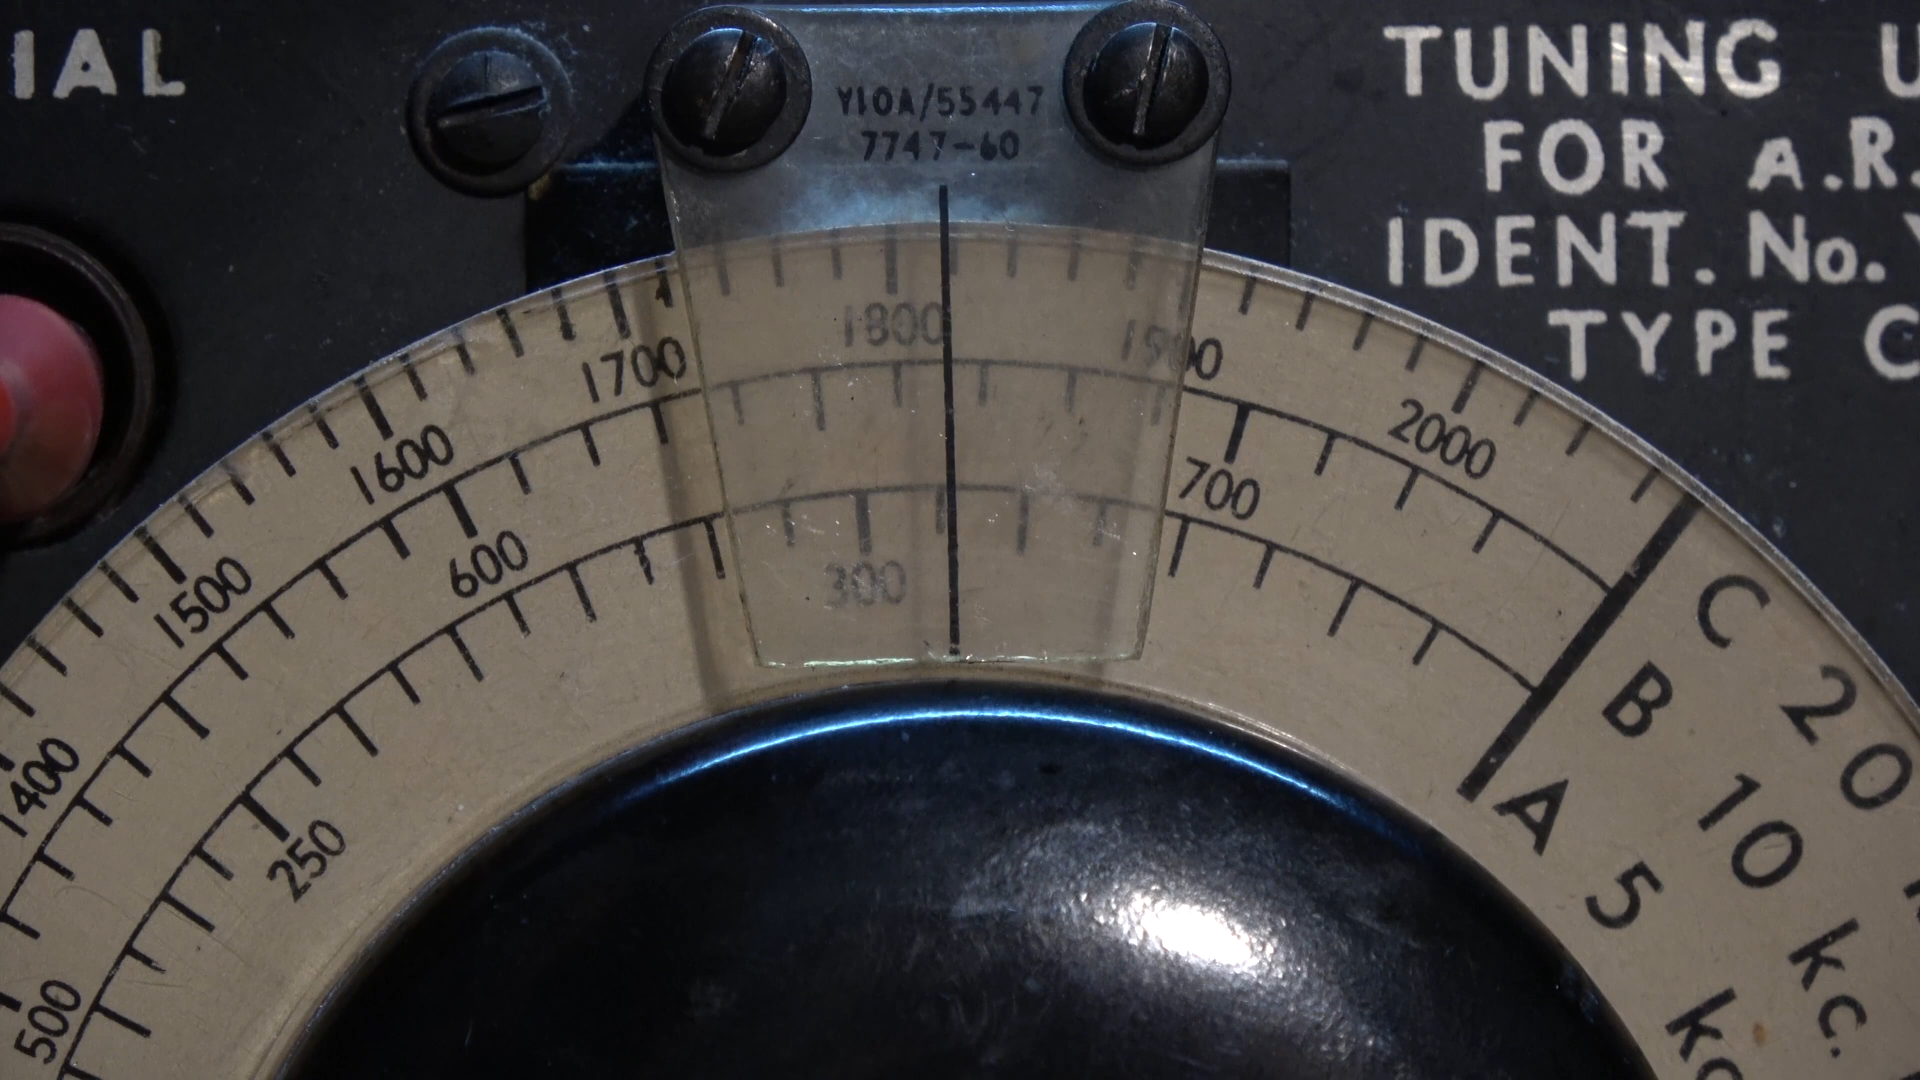 IAL
Y10A/55447
7747-60
TUNING U
FOR A.R.
IDENT. No.
TYPE C
1400
1500
1600
1700
1800
1900
2000
500
600
700
250
300
C 20
B 10 kc.
A 5 kc